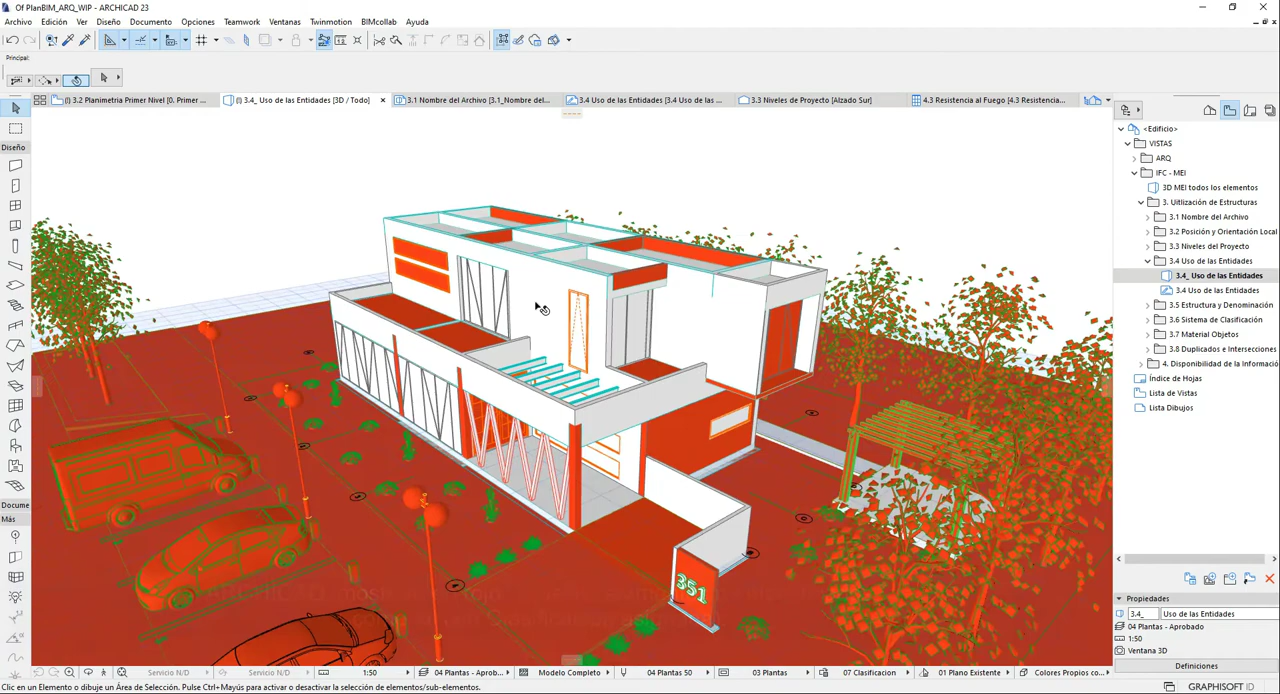 Of PlanBIM_ARQ_WIP - ARCHICAD 23
Archivo Edición Ver Diseño Documento Opciones Teamwork Ventanas Twinmotion BIMcollab Ayuda
Principal:
(!) 3.2 Planimetria Primer Nivel [0. Primer ...
(!) 3.4_ Uso de las Entidades [3D / Todo]
3.1 Nombre del Archivo [3.1_Nombre del...
3.4 Uso de las Entidades [3.4 Uso de las ...
3.3 Niveles de Proyecto [Alzado Sur]
4.3 Resistencia al Fuego [4.3 Resistencia...
Diseño
Docume
Más
351
<Edificio>
VISTAS
ARQ
IFC - MEI
3D MEI todos los elementos
3. Uitlización de Estructuras
3.1 Nombre del Archivo
3.2 Posición y Orientación Local
3.3 Niveles del Proyecto
3.4 Uso de las Entidades
3.4_ Uso de las Entidades
3.4 Uso de las Entidades
3.5 Estructura y Denominación
3.6 Sistema de Clasificación
3.7 Material Objetos
3.8 Duplicados e Intersecciones
4. Disponibilidad de la Informació
Índice de Hojas
Lista de Vistas
Lista Dibujos
Propiedades
3.4_ Uso de las Entidades
04 Plantas - Aprobado
1:50
Ventana 3D
Definiciones
Servicio N/D Servicio N/D 1:50 04 Plantas - Aprob... Modelo Completo 04 Plantas 50 03 Plantas 07 Clasificacion 01 Plano Existente Colores Propios co...
Clic en un Elemento o dibuje un Área de Selección. Pulse Ctrl+Mayús para activar o desactivar la selección de elementos/sub-elementos.
GRAPHISOFT ID